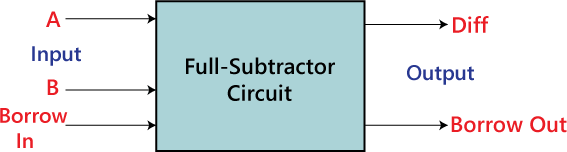 A
Input
B
Borrow
In
Full-Subtractor
Circuit
Diff
Output
Borrow Out